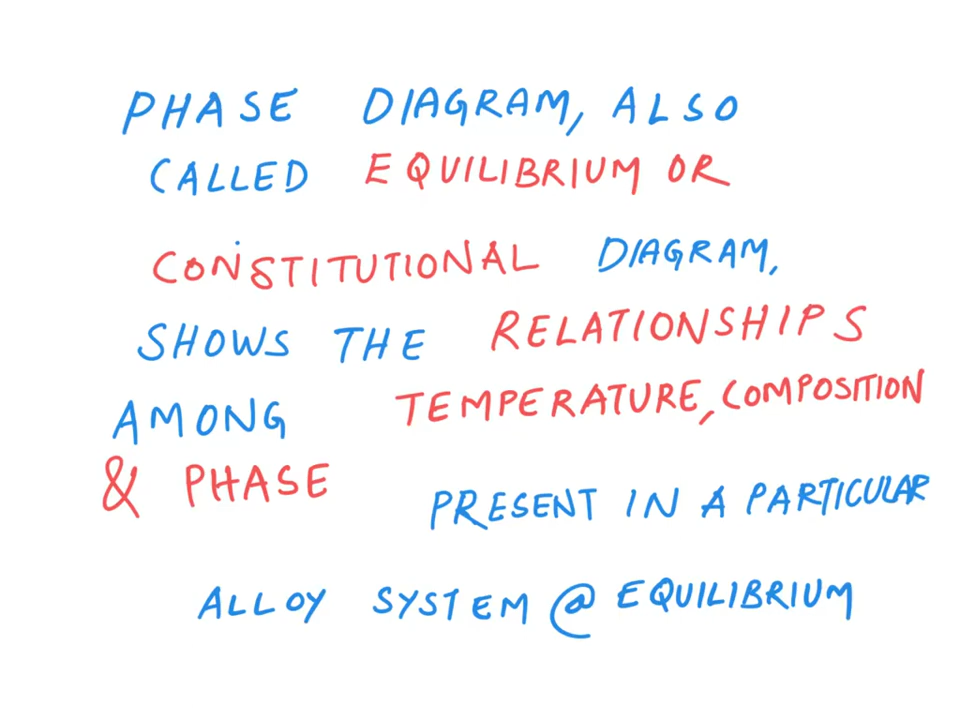 PHASE DIAGRAM, ALSO
CALLED EQUILIBRIUM OR
CONSTITUTIONAL DIAGRAM,
SHOWS THE RELATIONSHIPS
AMONG TEMPERATURE, COMPOSITION
& PHASE PRESENT IN A PARTICULAR
ALLOY SYSTEM @ EQUILIBRIUM